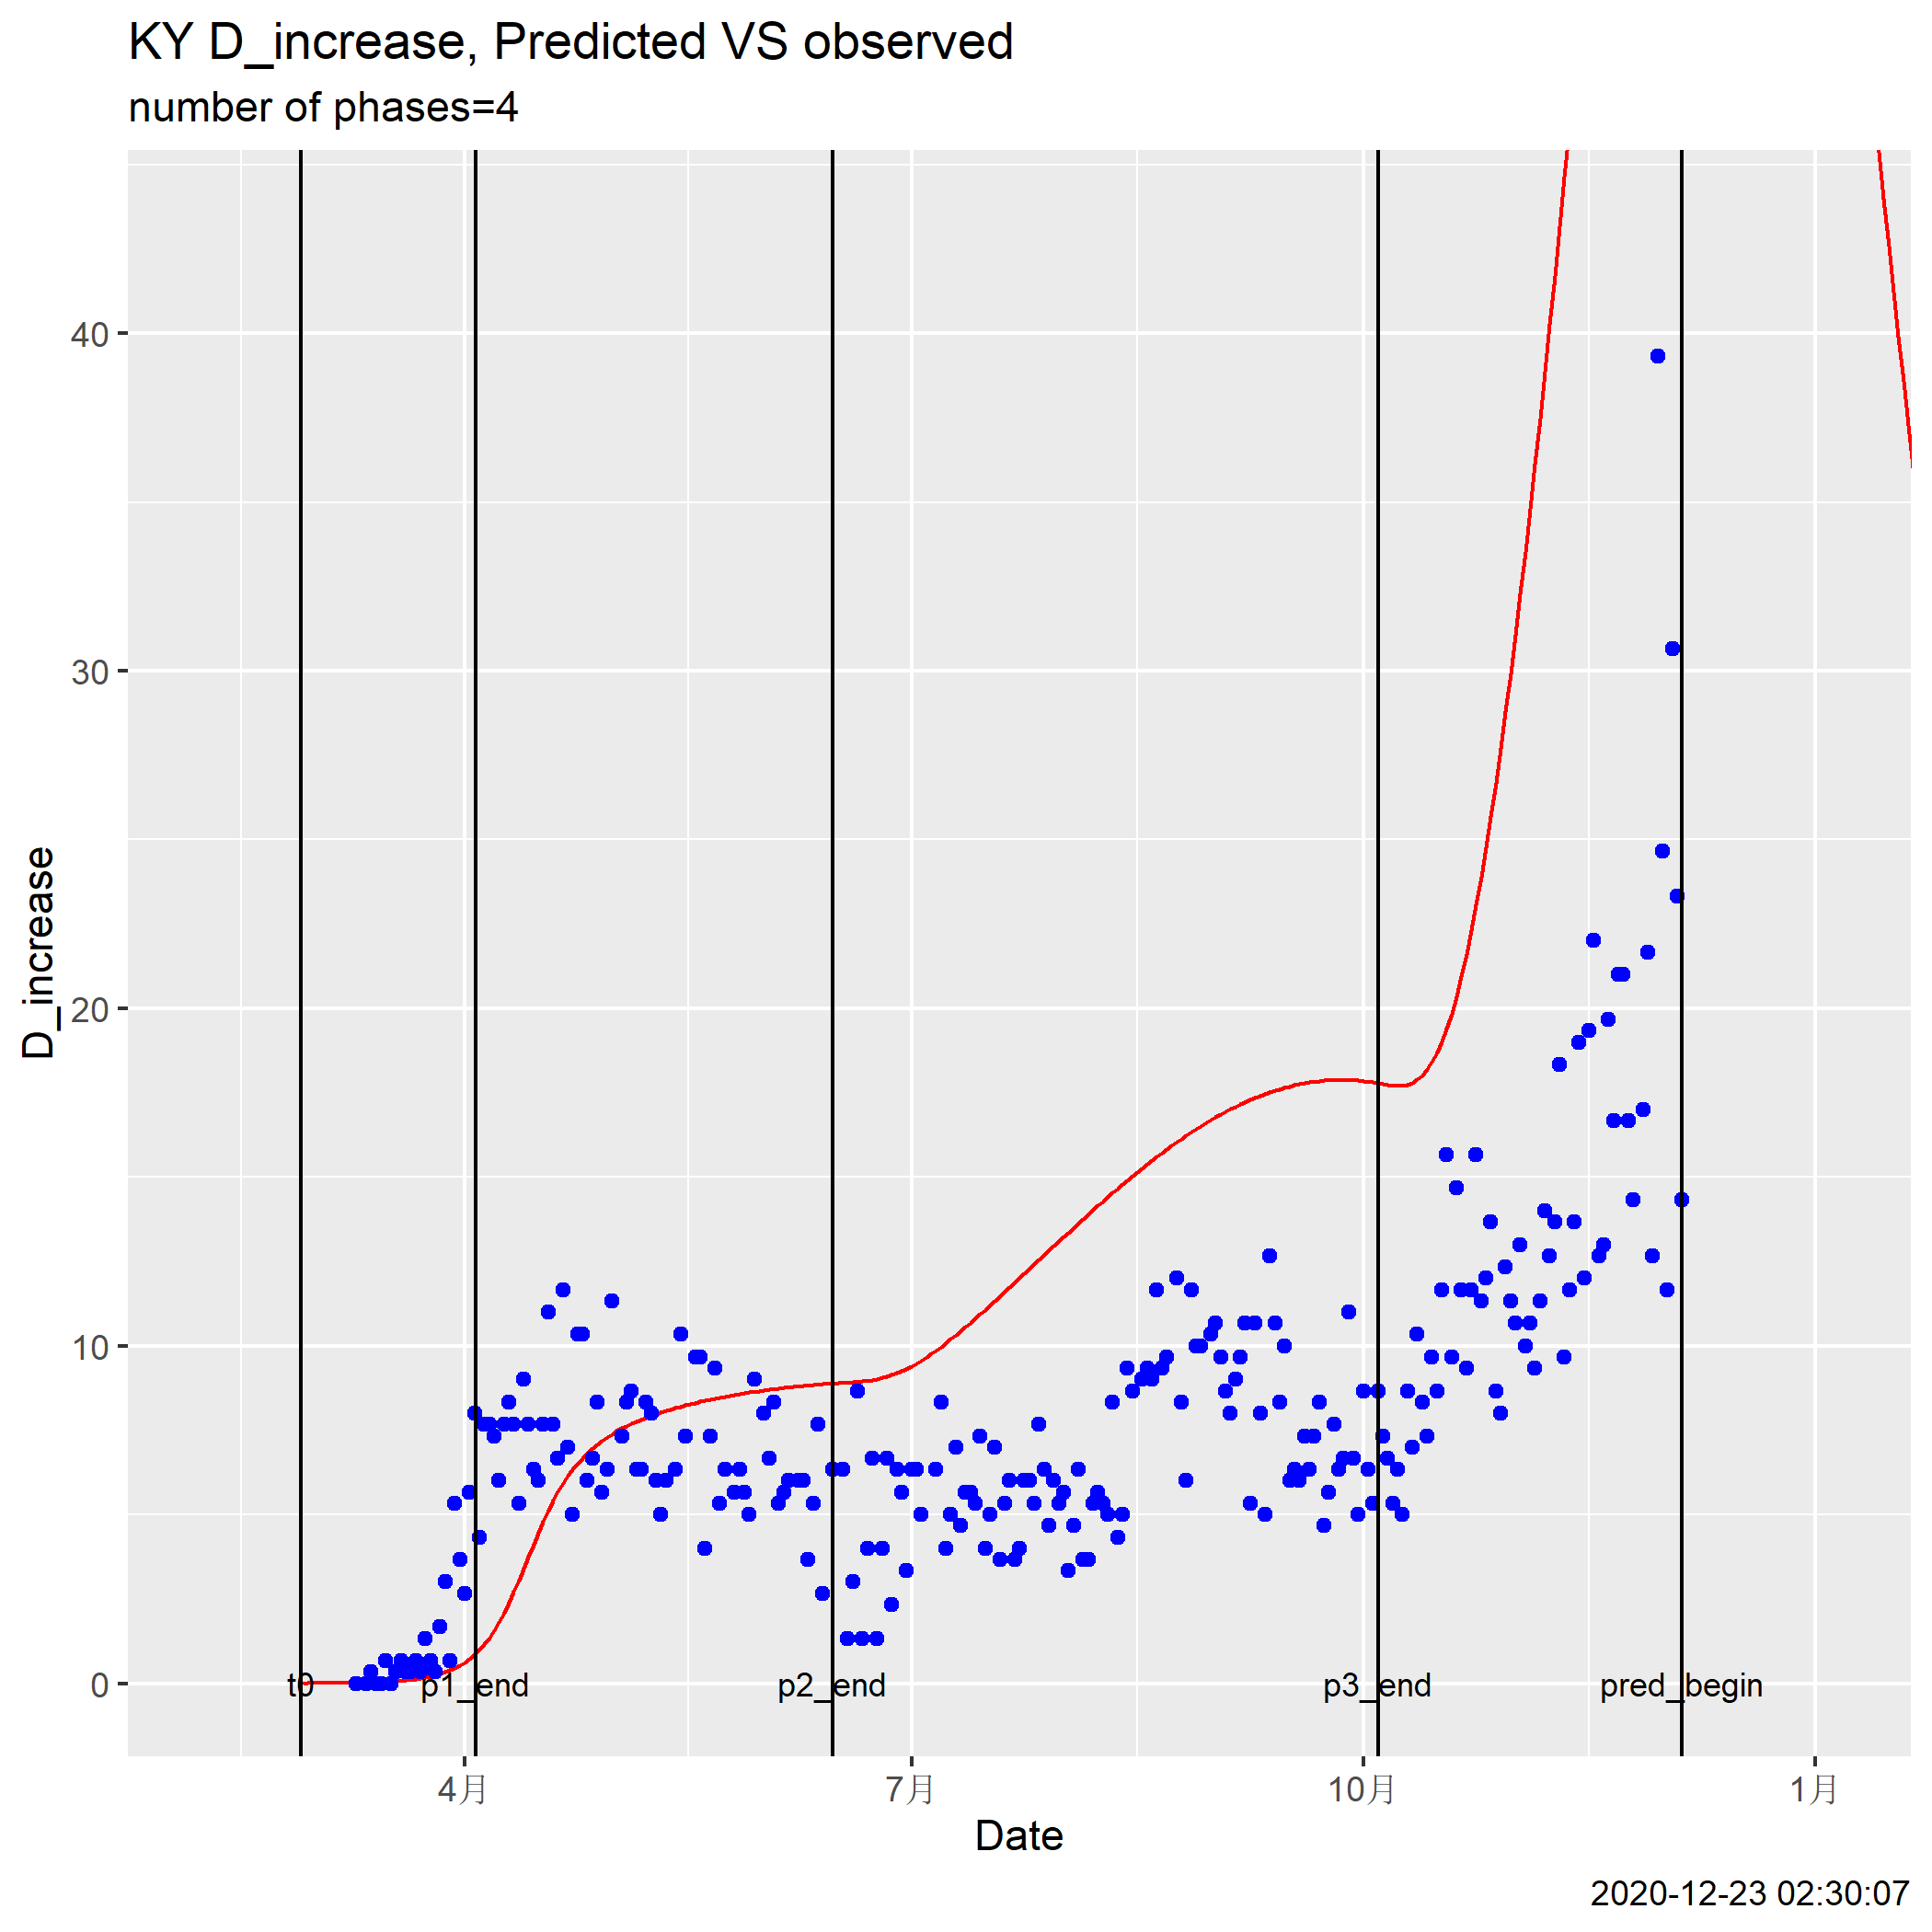 KY D_increase, Predicted VS observed
number of phases=4
D_increase
40
30
20
10
0
t0
p1_end
p2_end
p3_end
pred_begin
4月
7月
10月
1月
Date
2020-12-23 02:30:07